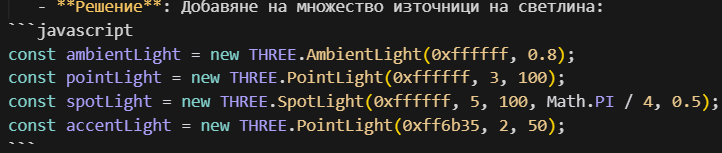 - **Решение**: Добавяне на множество източници на светлина:
```javascript
const ambientLight = new THREE.AmbientLight(0xffffff, 0.8);
const pointLight = new THREE.PointLight(0xffffff, 3, 100);
const spotLight = new THREE.SpotLight(0xffffff, 5, 100, Math.PI / 4, 0.5);
const accentLight = new THREE.PointLight(0xff6b35, 2, 50);
```